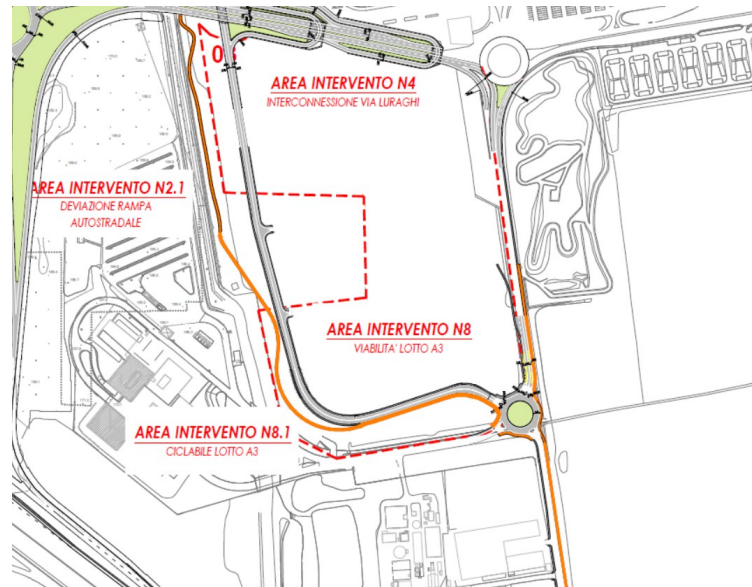 AREA INTERVENTO N4
INTERCONNESSIONE VIA LURAGHI
AREA INTERVENTO N2.1
DEVIAZIONE RAMPA
AUTOSTRADALE
AREA INTERVENTO N8
VIABILITA' LOTTO A3
AREA INTERVENTO N8.1
CICLABILE LOTTO A3